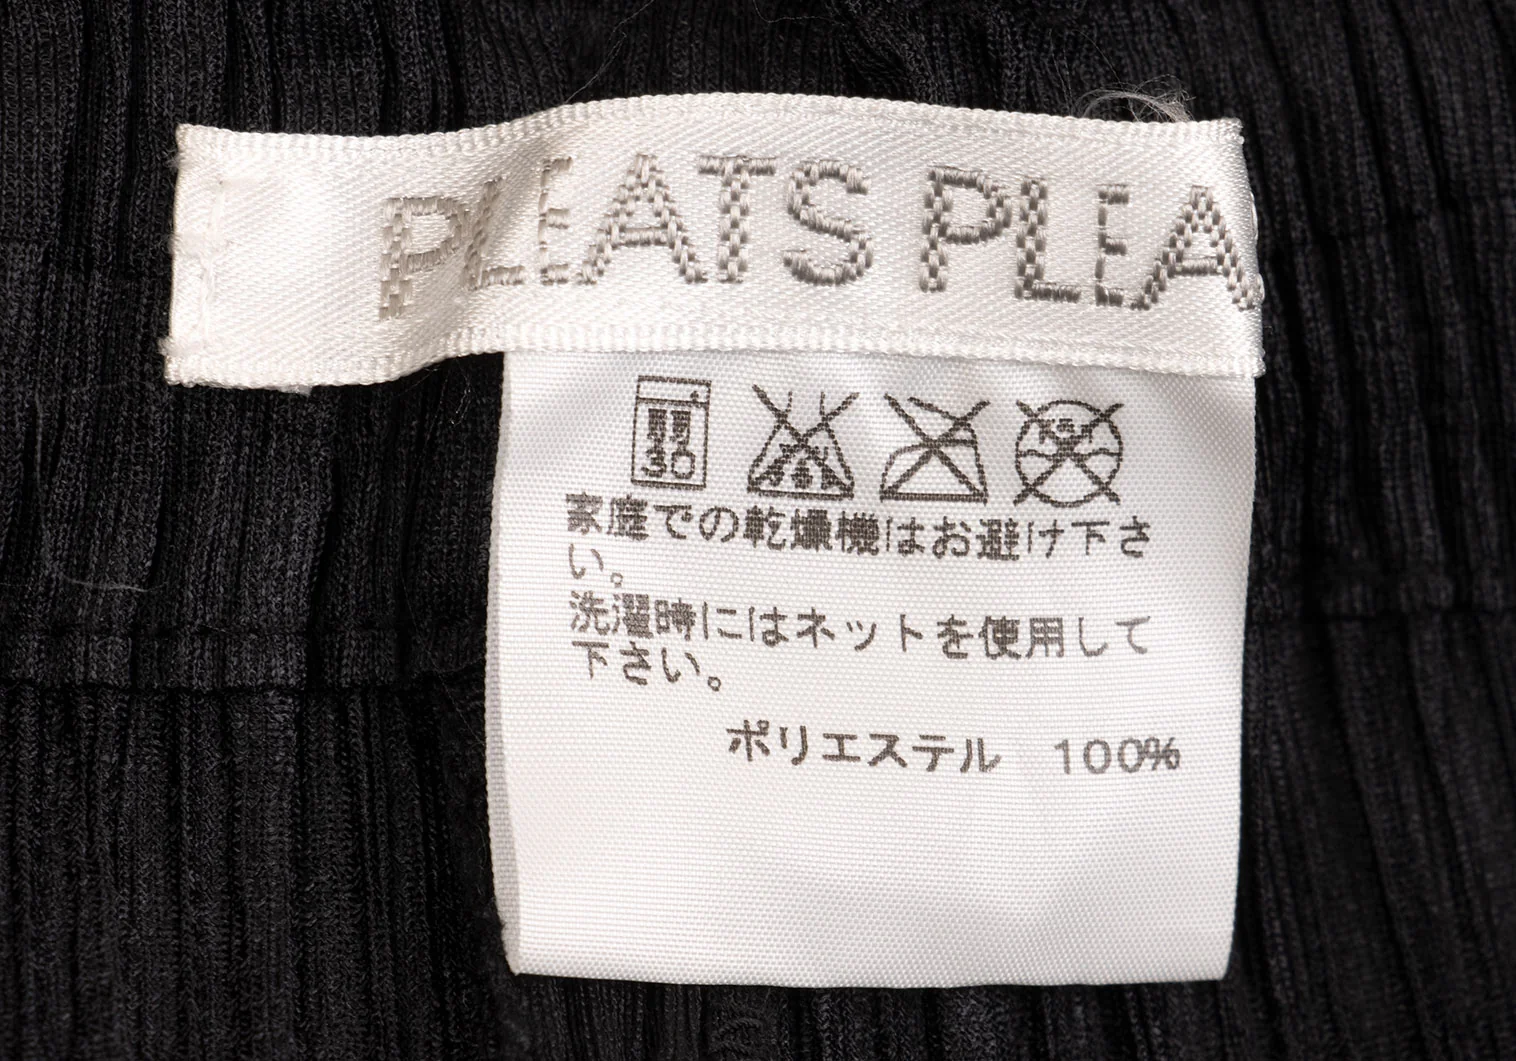 PLEATS PLEA
30
家庭での乾燥機はお避け下さ
い。
洗濯時にはネットを使用して
下さい。
ポリエステル 100%